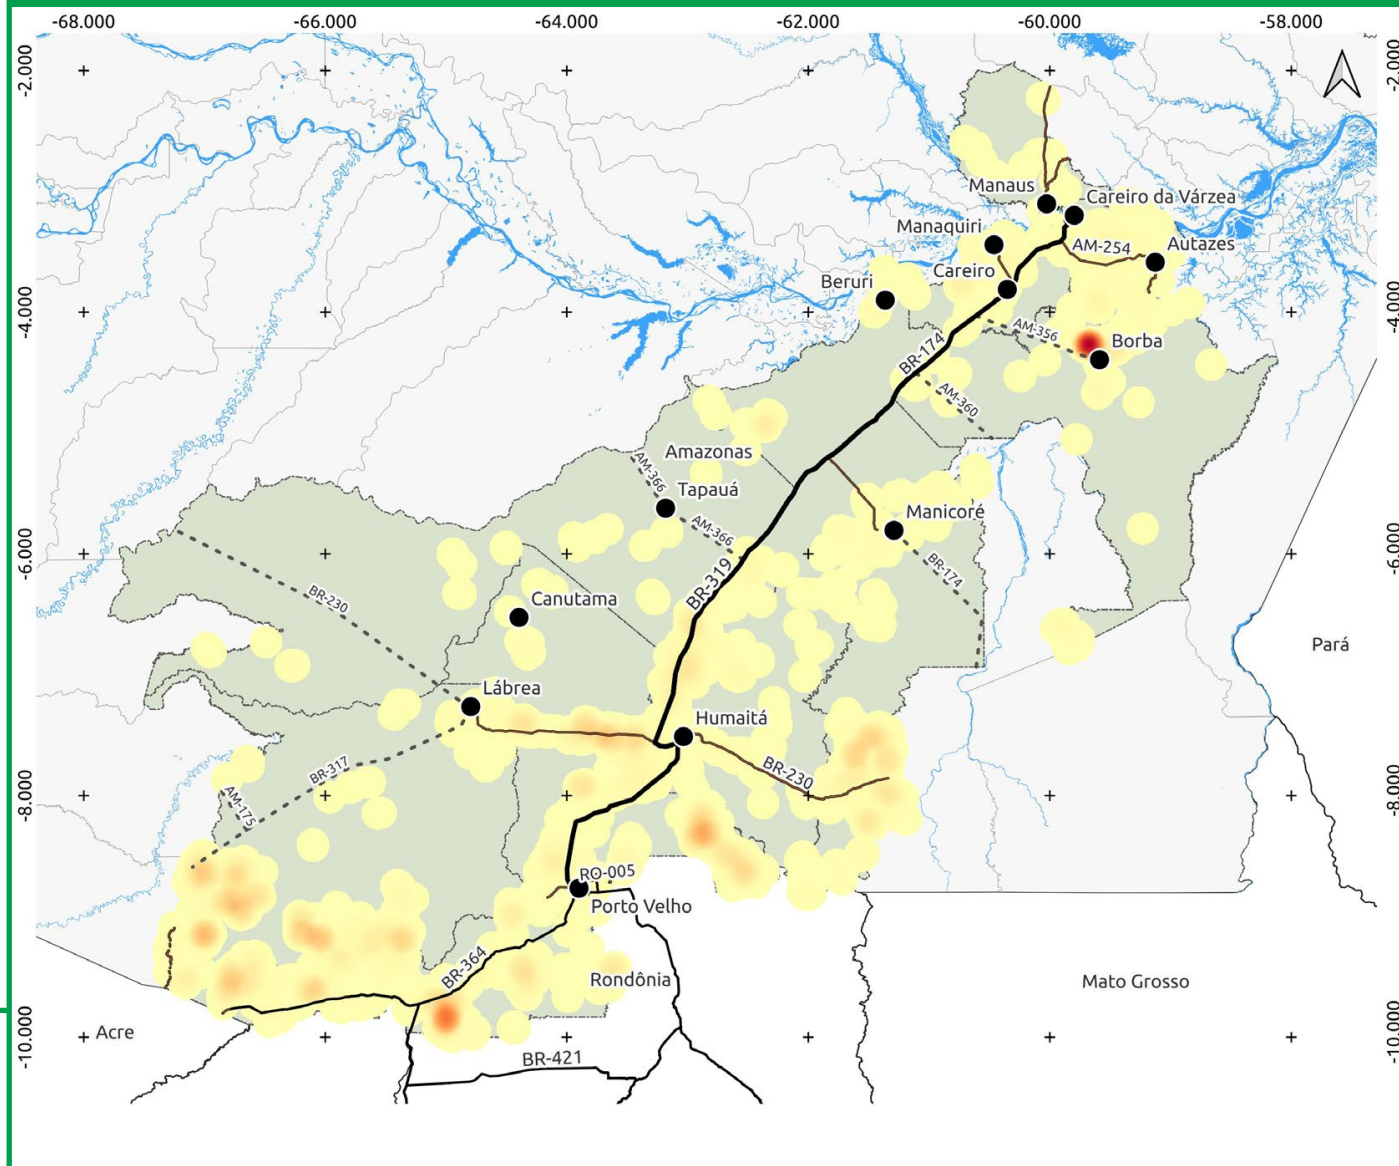 -68.000
-66.000
-64.000
-62.000
-60.000
-58.000
-2.000
-2.000
Manaus
Careiro da Várzea
Manaquiri
AM-254
Autazes
Careiro
Beruri
-4.000
-4.000
AM-356
Borba
BR-174
AM-360
Amazonas
AM-366
Tapauá
AM-366
Manicoré
-6.000
-6.000
BR-174
BR-319
BR-230
Canutama
Pará
Lábrea
Humaitá
BR-230
BR-317
-8.000
-8.000
AM-175
RO-005
Porto Velho
BR-364
Rondônia
Mato Grosso
-10.000
-10.000
Acre
BR-421